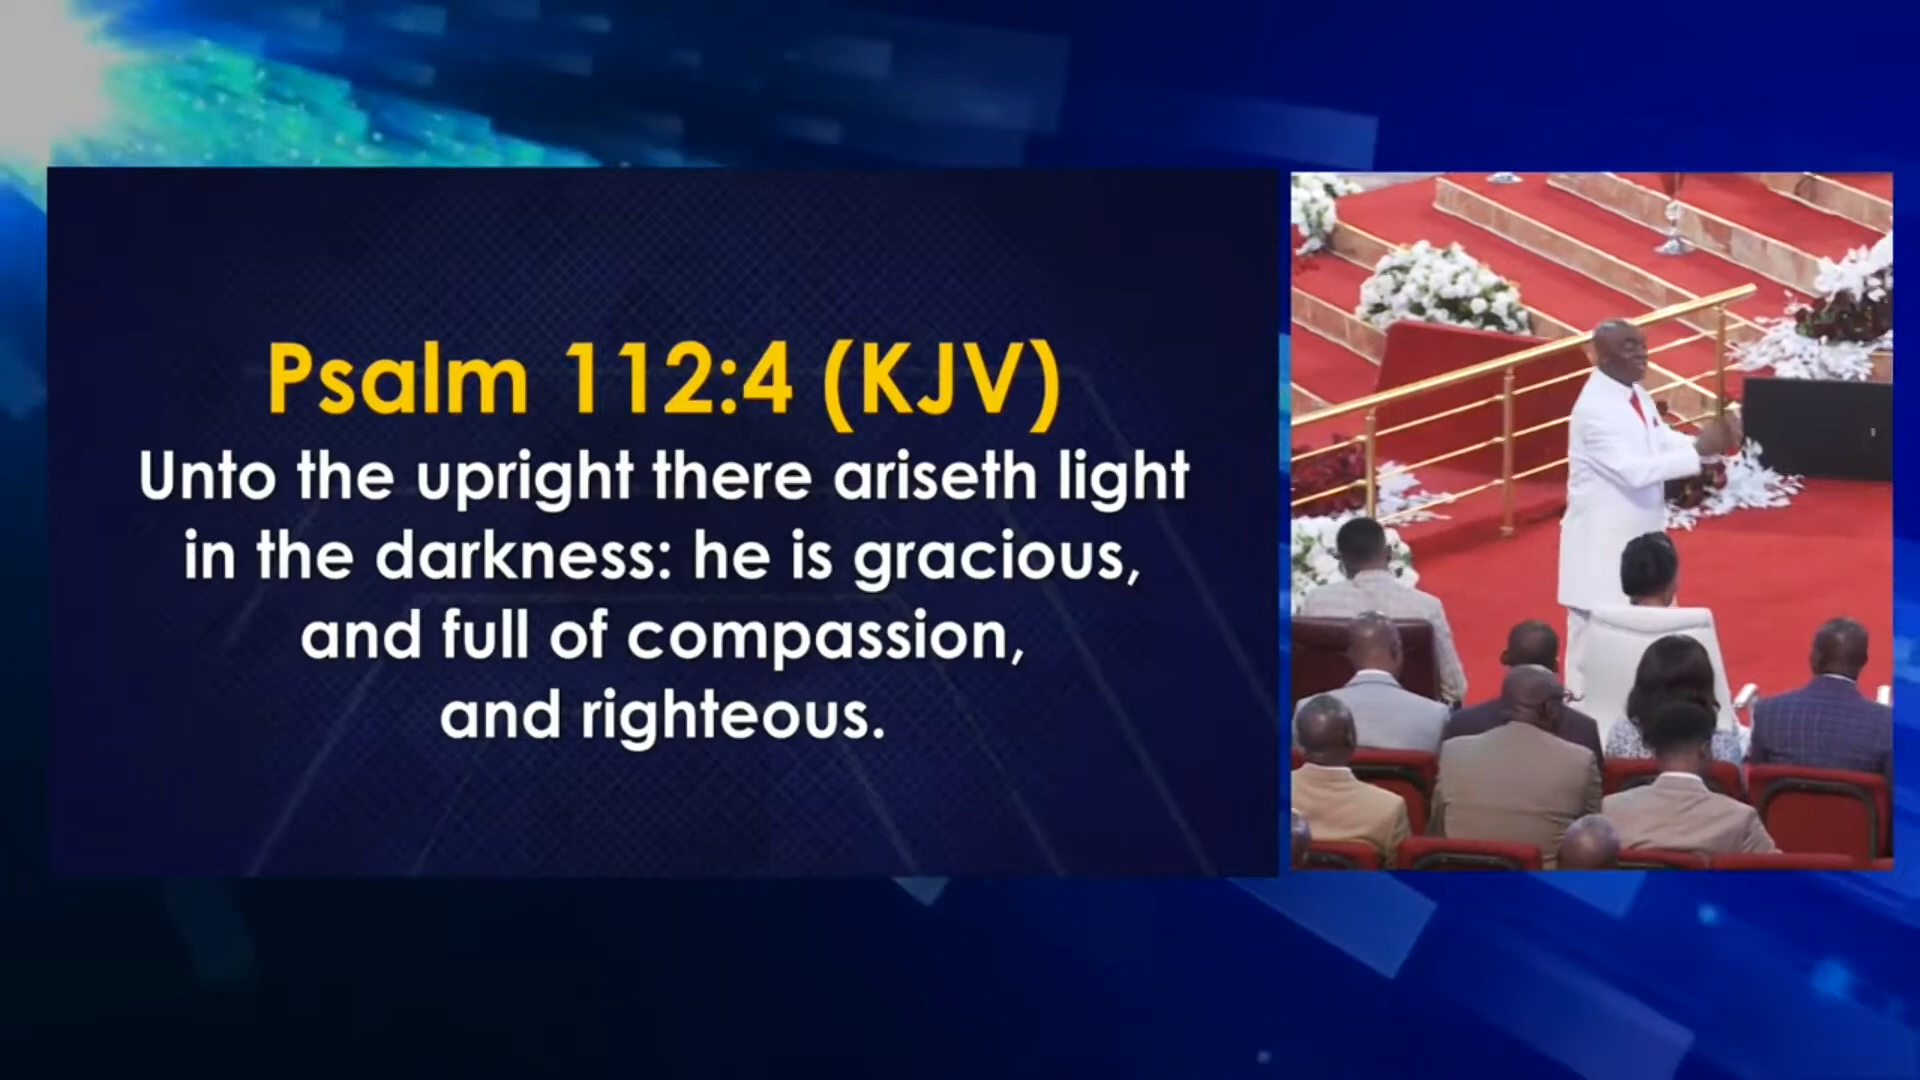 Psalm 112:4 (KJV)
Unto the upright there ariseth light
in the darkness: he is gracious,
and full of compassion,
and righteous.